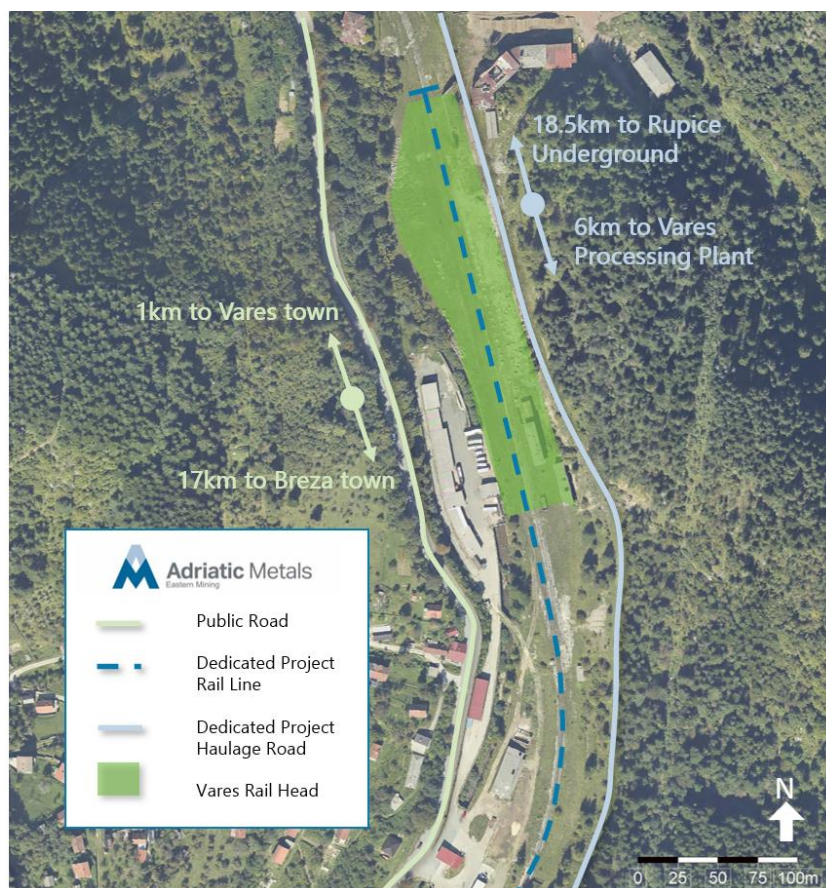 18.5km to Rupice
Underground
6km to Vares
Processing Plant
1km to Vares town
17km to Breza town
Adriatic Metals
Eastern Mining
Public Road
Dedicated Project
Rail Line
Dedicated Project
Haulage Road
Vares Rail Head
N
0 25 50 75 100m